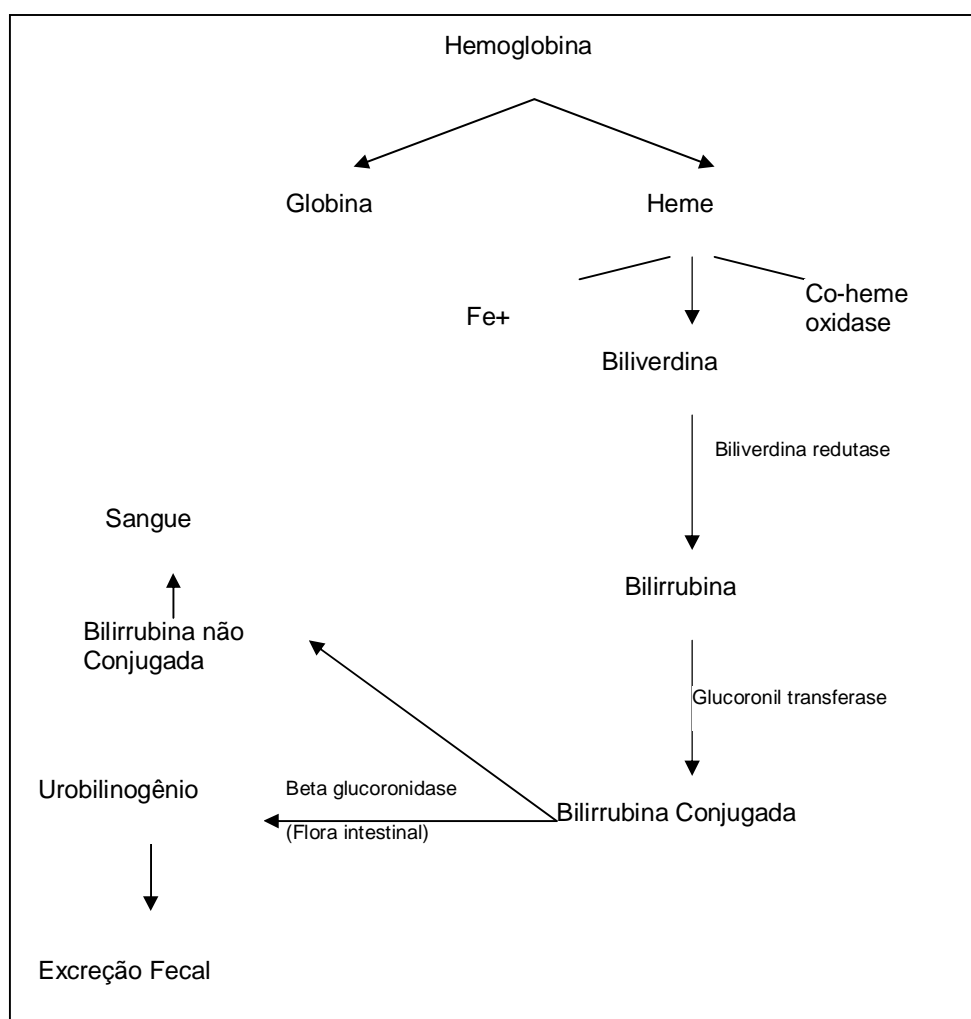 Hemoglobina
Globina
Heme
Fe+
Co-heme
oxidase
Biliverdina
Biliverdina redutase
Sangue
Bilirrubina
Bilirrubina não
Conjugada
Glucoronil transferase
Urobilinogênio
Beta glucoronidase
(Flora intestinal)
Bilirrubina Conjugada
Excreção Fecal